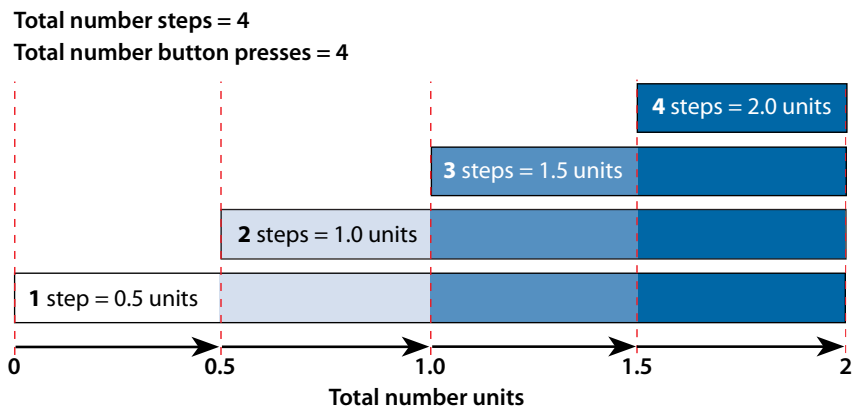 Total number steps = 4
Total number button presses = 4
4 steps = 2.0 units
3 steps = 1.5 units
2 steps = 1.0 units
1 step = 0.5 units
0 0.5 1.0 1.5 2
Total number units